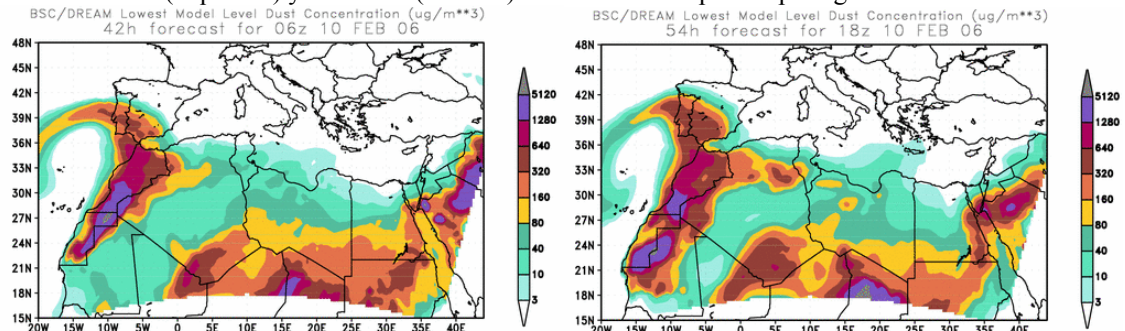 BSC/DREAM Lowest Model Level Dust Concentration (ug/m**3)
42h forecast for 06z 10 FEB 06
48N
45N
42N
39N
36N
33N
30N
27N
24N
21N
18N
15N
20W 15W 10W 5W 0 5E 10E 15E 20E 25E 30E 35E 40E
5120
1280
640
320
160
80
40
10
3
BSC/DREAM Lowest Model Level Dust Concentration (ug/m**3)
54h forecast for 18z 10 FEB 06
48N
45N
42N
39N
36N
33N
30N
27N
24N
21N
18N
15N
20W 15W 10W 5W 0 5E 10E 15E 20E 25E 30E 35E 40E
5120
1280
640
320
160
80
40
10
3